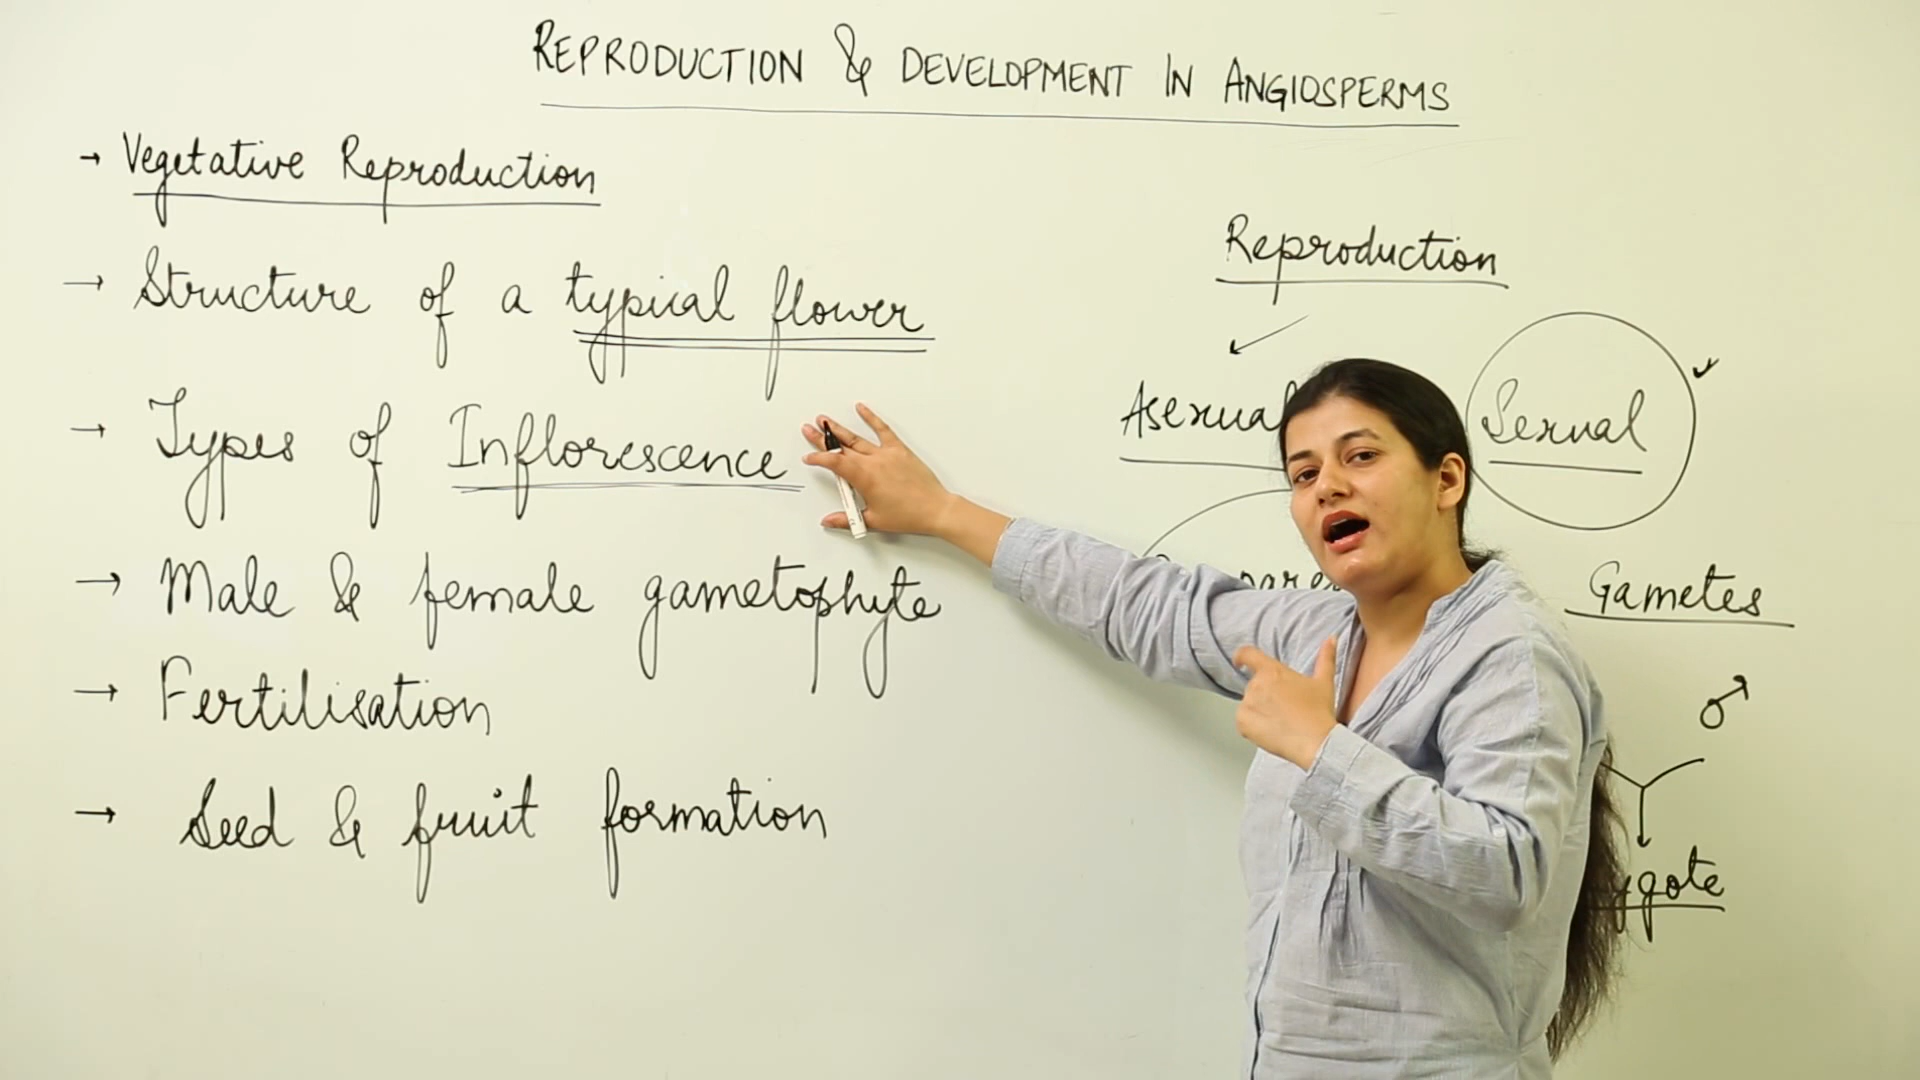 REPRODUCTION & DEVELOPMENT IN ANGIOSPERMS
→ Vegetative Reproduction
→ Structure of a typical flower
→ Types of Inflorescence
→ Male & female gametophyte
→ Fertilisation
→ Seed & fruit formation
Reproduction
Asexual
Sexual
Gametes
♂